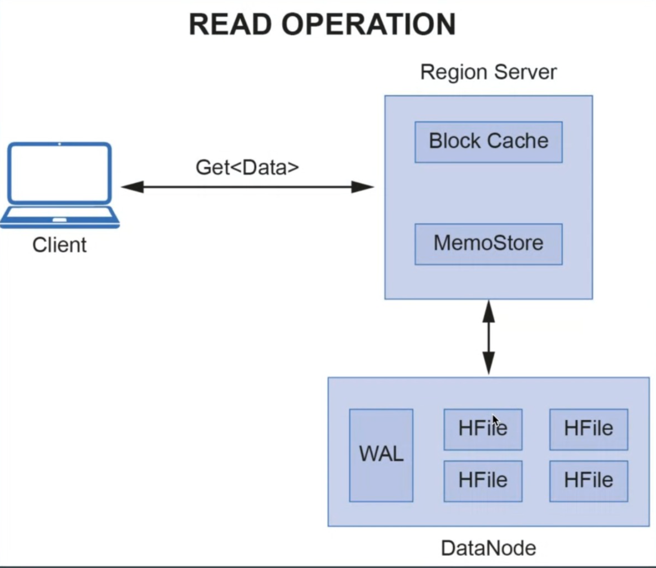 READ OPERATION
Region Server
Block Cache
Get<Data>
MemoStore
Client
WAL
HFile
HFile
HFile
HFile
DataNode